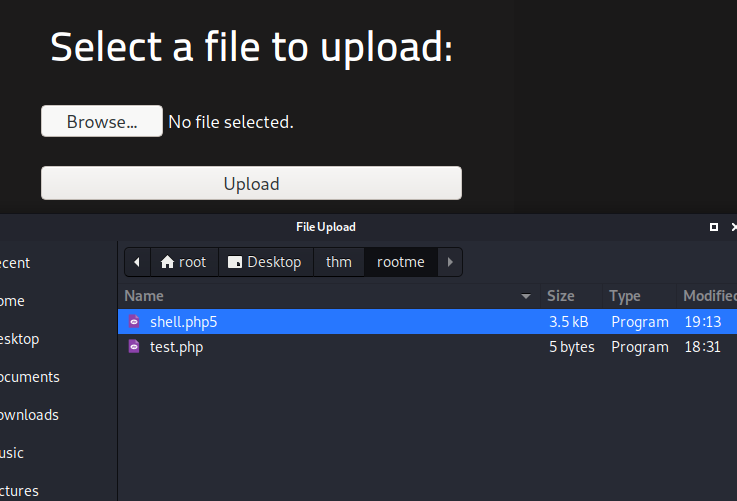 Select a file to upload:
Browse... No file selected.
Upload
File Upload
ecent
root Desktop thm rootme
Name Size Type Modified
ome
shell.php5 3.5 kB Program 19:13
esktop
test.php 5 bytes Program 18:31
ocuments
ownloads
usic
ctures